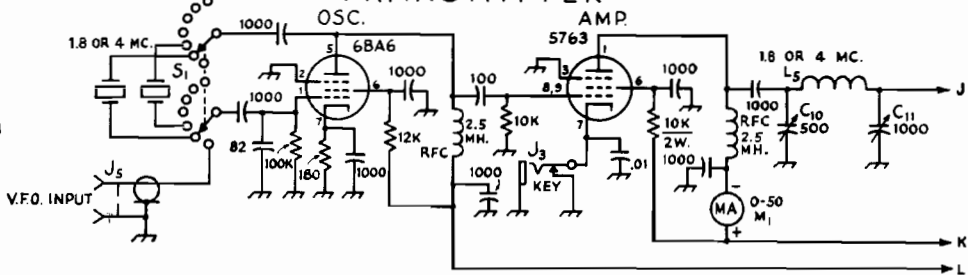 OSC.
AMP.
1000
6BA6
5763
1.8 OR 4 MC.
S1
5
2
1
6
7
1000
1000
82
100K
180
1000
12K
2.5
MH.
RFC
1000
100
10K
J3
KEY
1
3
8,9
6
7
.01
1000
10K
2W.
1000
RFC
2.5
MH.
1000
1.8 OR 4 MC.
L5
C10
500
C11
1000
MA
0-50
M1
-
+
J5
V.F.O. INPUT
J
K
L